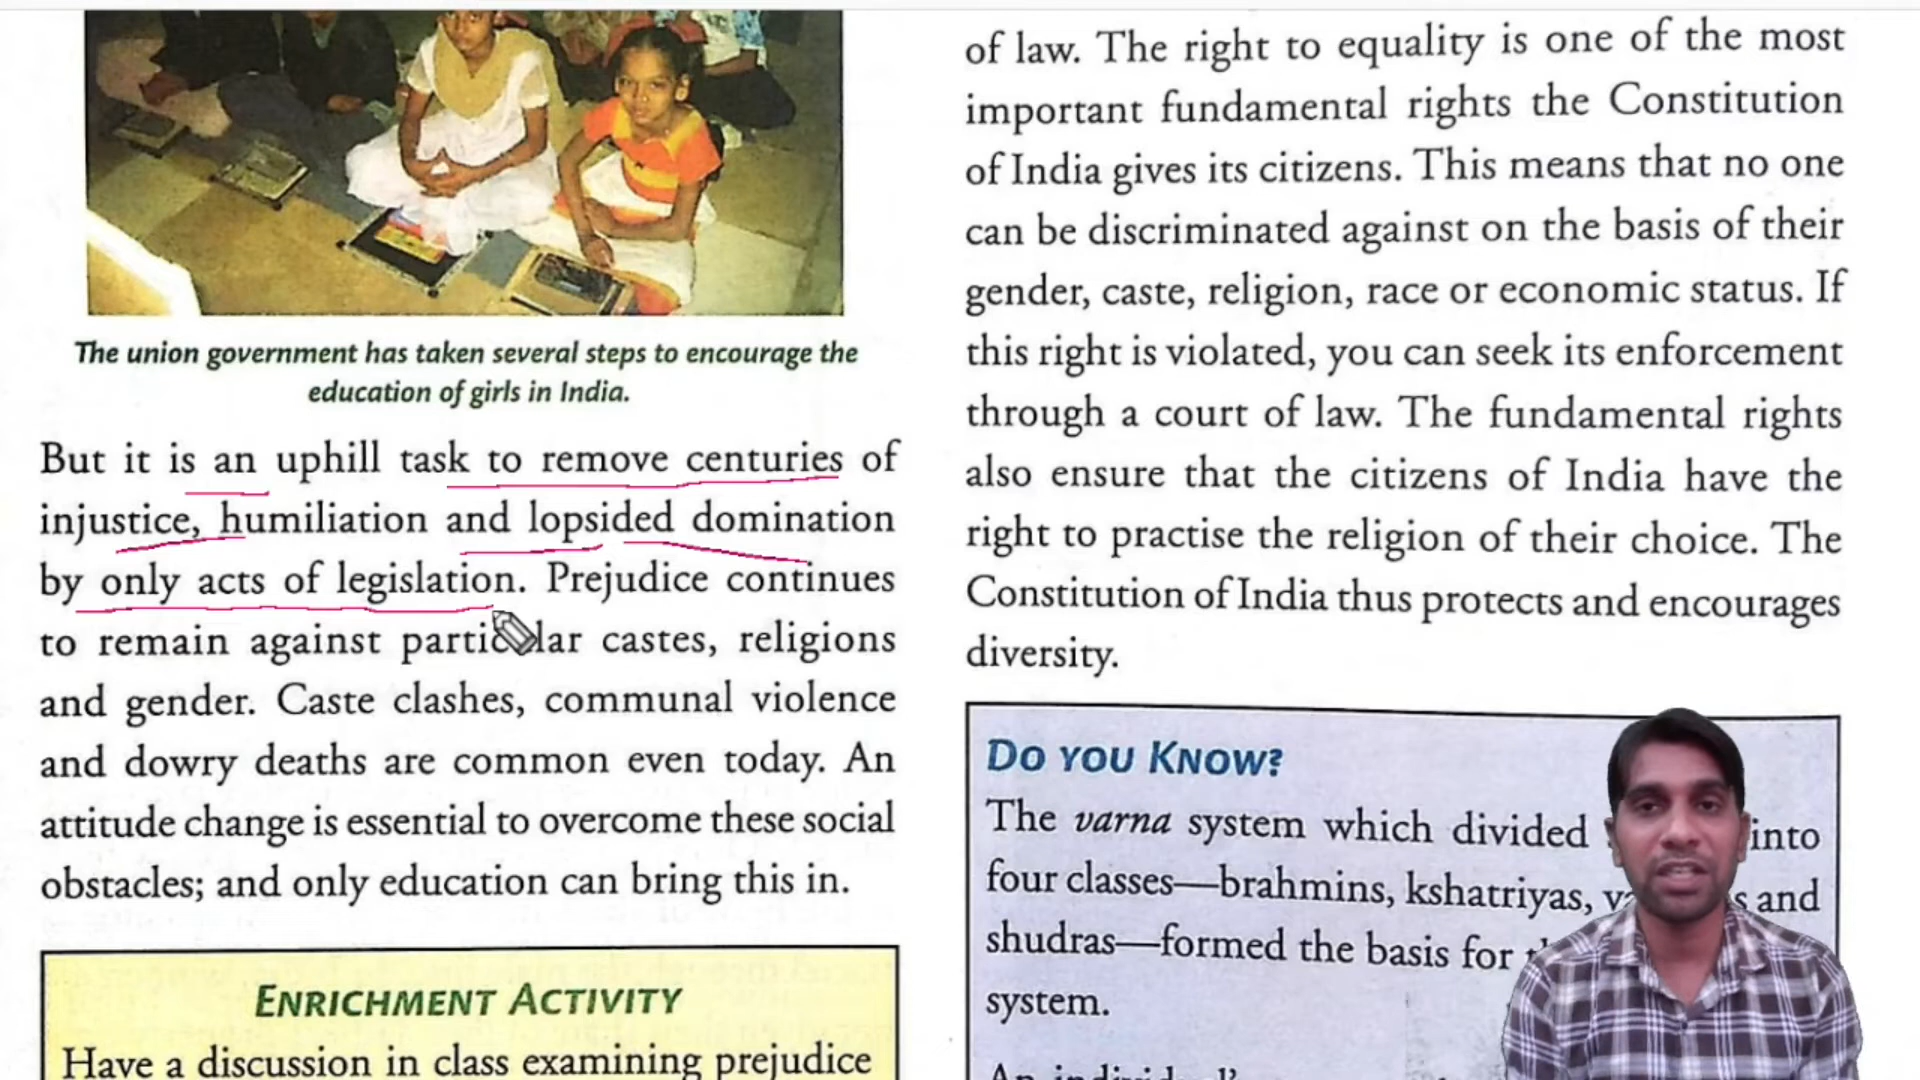 The union government has taken several steps to encourage the
education of girls in India.
But it is an uphill task to remove centuries of
injustice, humiliation and lopsided domination
by only acts of legislation. Prejudice continues
to remain against particular castes, religions
and gender. Caste clashes, communal violence
and dowry deaths are common even today. An
attitude change is essential to overcome these social
obstacles; and only education can bring this in.
ENRICHMENT ACTIVITY
Have a discussion in class examining prejudice
of law. The right to equality is one of the most
important fundamental rights the Constitution
of India gives its citizens. This means that no one
can be discriminated against on the basis of their
gender, caste, religion, race or economic status. If
this right is violated, you can seek its enforcement
through a court of law. The fundamental rights
also ensure that the citizens of India have the
right to practise the religion of their choice. The
Constitution of India thus protects and encourages
diversity.
DO YOU KNOW?
The varna system which divided into
four classes—brahmins, kshatriyas, and
shudras—formed the basis for
system.